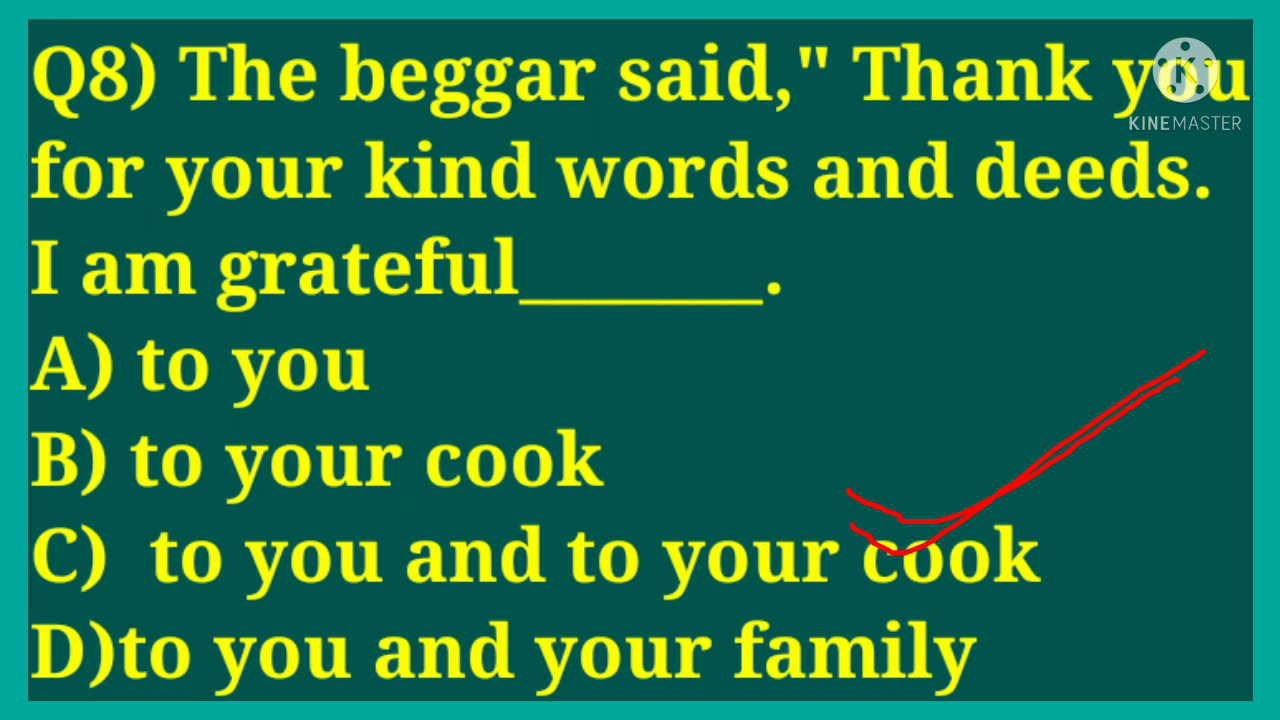 Q8) The beggar said," Thank you
for your kind words and deeds.
I am grateful________.
A) to you
B) to your cook
C)  to you and to your cook
D)to you and your family
K
KINEMASTER